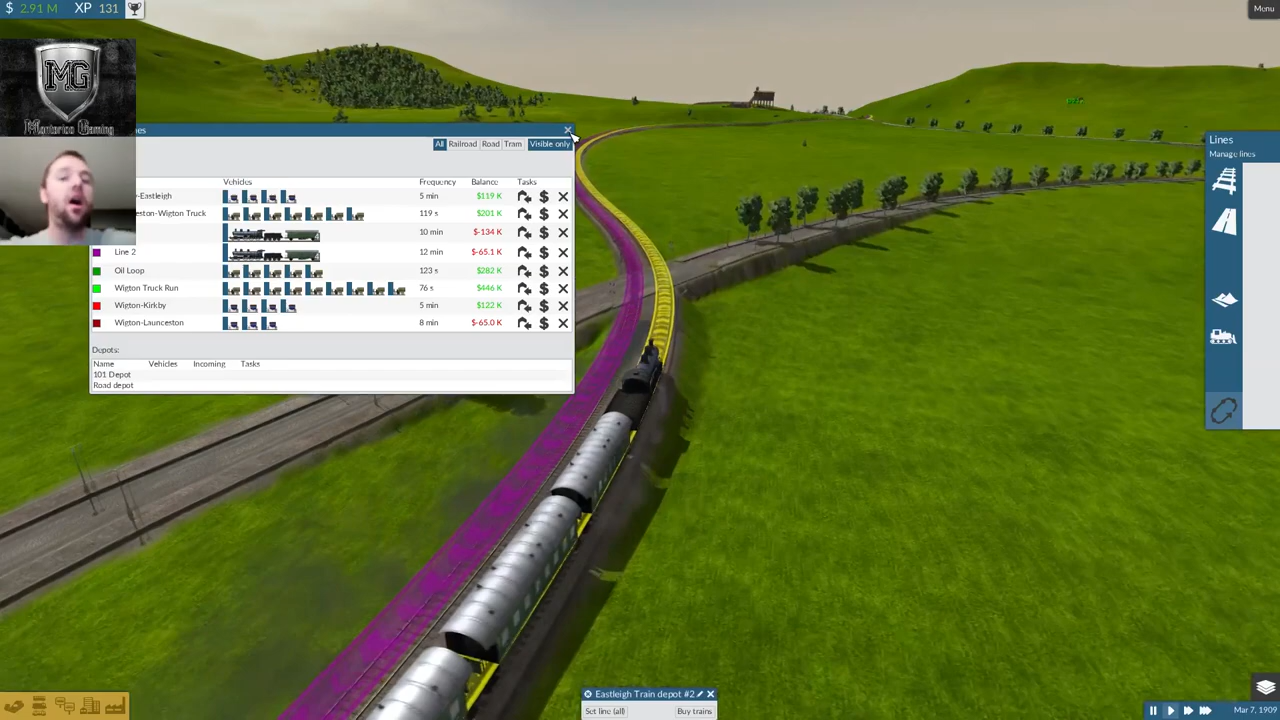 $ 2.91 M XP 131
Menu
MG
Montorico Gaming
nes
All Railroad Road Tram Visible only
Vehicles Frequency Balance Tasks
-Eastleigh 5 min $119 K
eston-Wigton Truck 119 s $201 K
10 min $-134 K
Line 2 12 min $-65.1 K
Oil Loop 123 s $282 K
Wigton Truck Run 76 s $446 K
Wigton-Kirkby 5 min $122 K
Wigton-Launceston 8 min $-65.0 K
Depots:
Name Vehicles Incoming Tasks
101 Depot
Road depot
Lines
Manage lines
Eastleigh Train depot #2
Set line (all) Buy trains
Mar 7, 1909